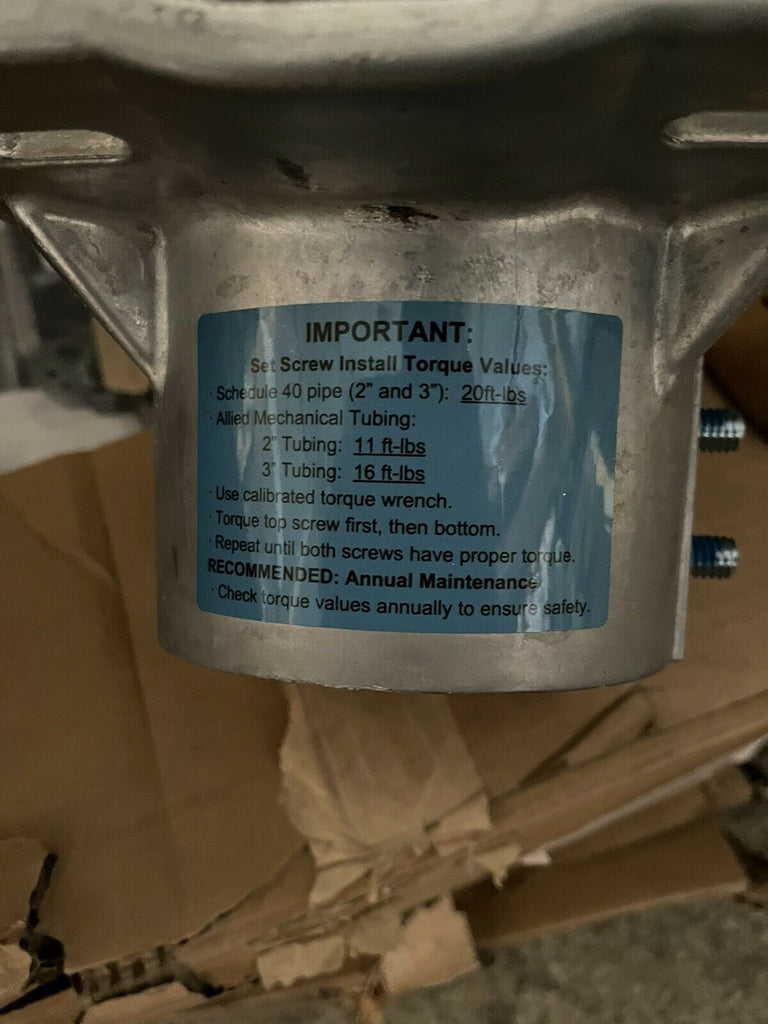 IMPORTANT:
Set Screw Install Torque Values:
· Schedule 40 pipe (2" and 3"): 20ft-lbs
· Allied Mechanical Tubing:
2" Tubing: 11 ft-lbs
3" Tubing: 16 ft-lbs
· Use calibrated torque wrench.
· Torque top screw first, then bottom.
· Repeat until both screws have proper torque.
RECOMMENDED: Annual Maintenance
· Check torque values annually to ensure safety.